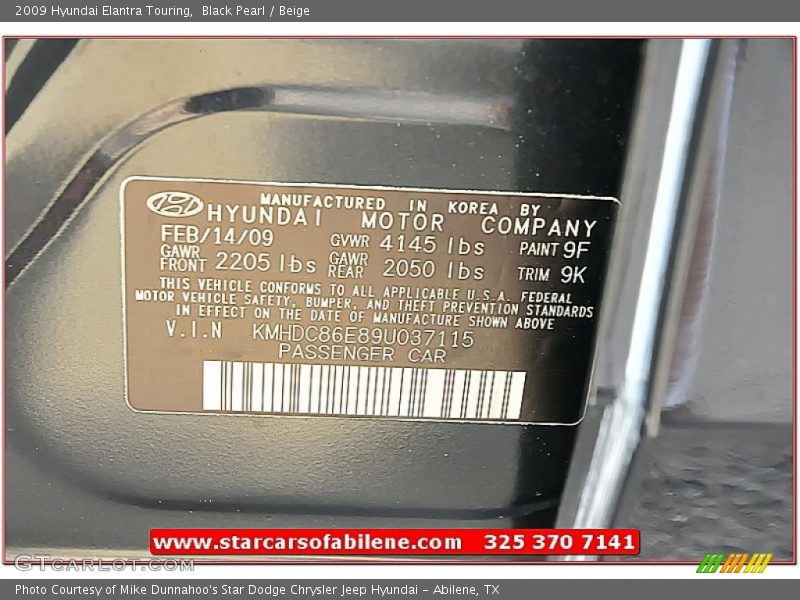 2009 Hyundai Elantra Touring,  Black Pearl / Beige
MANUFACTURED IN KOREA BY
HYUNDAI MOTOR COMPANY
FEB/14/09 GVWR 4145 lbs PAINT 9F
GAWR FRONT 2205 lbs GAWR REAR 2050 lbs TRIM 9K
THIS VEHICLE CONFORMS TO ALL APPLICABLE U.S.A. FEDERAL
MOTOR VEHICLE SAFETY, BUMPER, AND THEFT PREVENTION STANDARDS
IN EFFECT ON THE DATE OF MANUFACTURE SHOWN ABOVE
V.I.N KMHDC86E89U037115
PASSENGER CAR
www.starcarsofabilene.com 325 370 7141
GTCARLOT.COM
Photo Courtesy of Mike Dunnahoo's Star Dodge Chrysler Jeep Hyundai - Abilene, TX